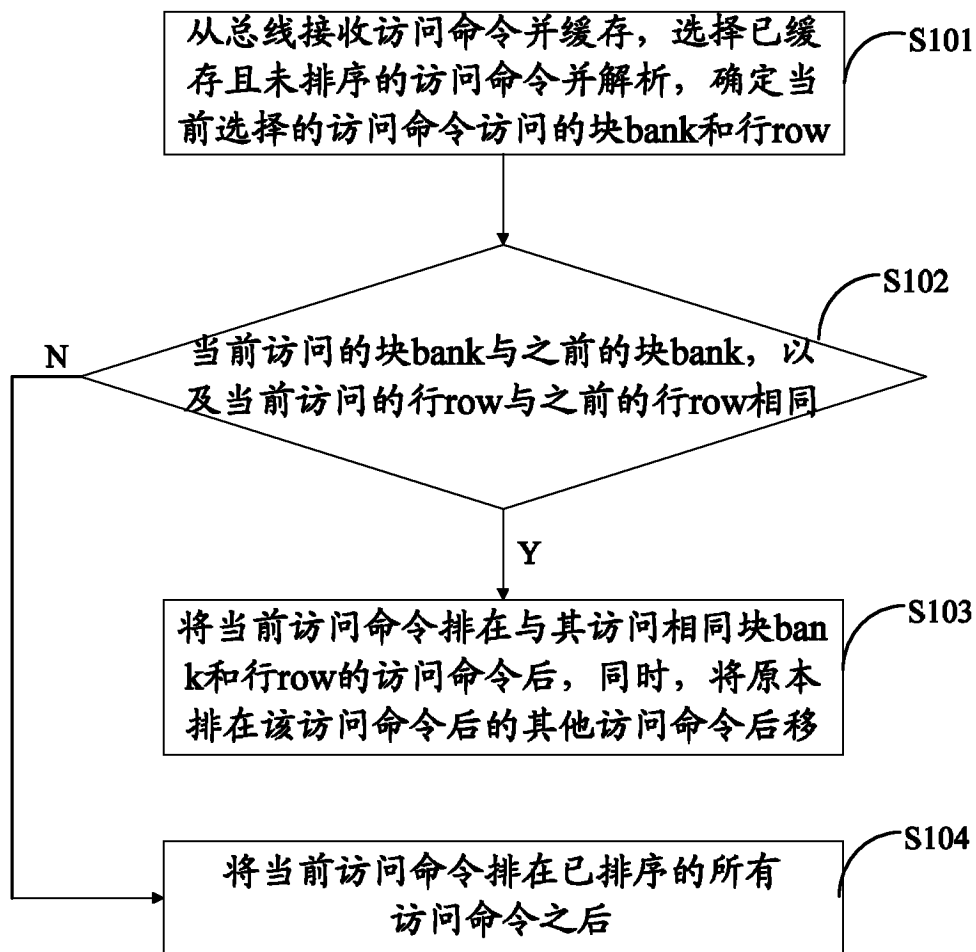 从总线接收访问命令并缓存，选择已缓
存且未排序的访问命令并解析，确定当
前选择的访问命令访问的块bank和行row
S101
S102
当前访问的块bank与之前的块bank，以
及当前访问的行row与之前的行row相同
N
Y
将当前访问命令排在与其访问相同块ban
k和行row的访问命令后，同时，将原本
排在该访问命令后的其他访问命令后移
S103
将当前访问命令排在已排序的所有
访问命令之后
S104